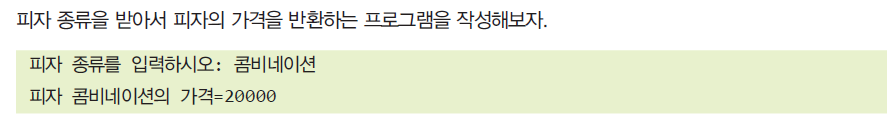 피자 종류를 받아서 피자의 가격을 반환하는 프로그램을 작성해보자.
피자 종류를 입력하시오: 콤비네이션
피자 콤비네이션의 가격=20000